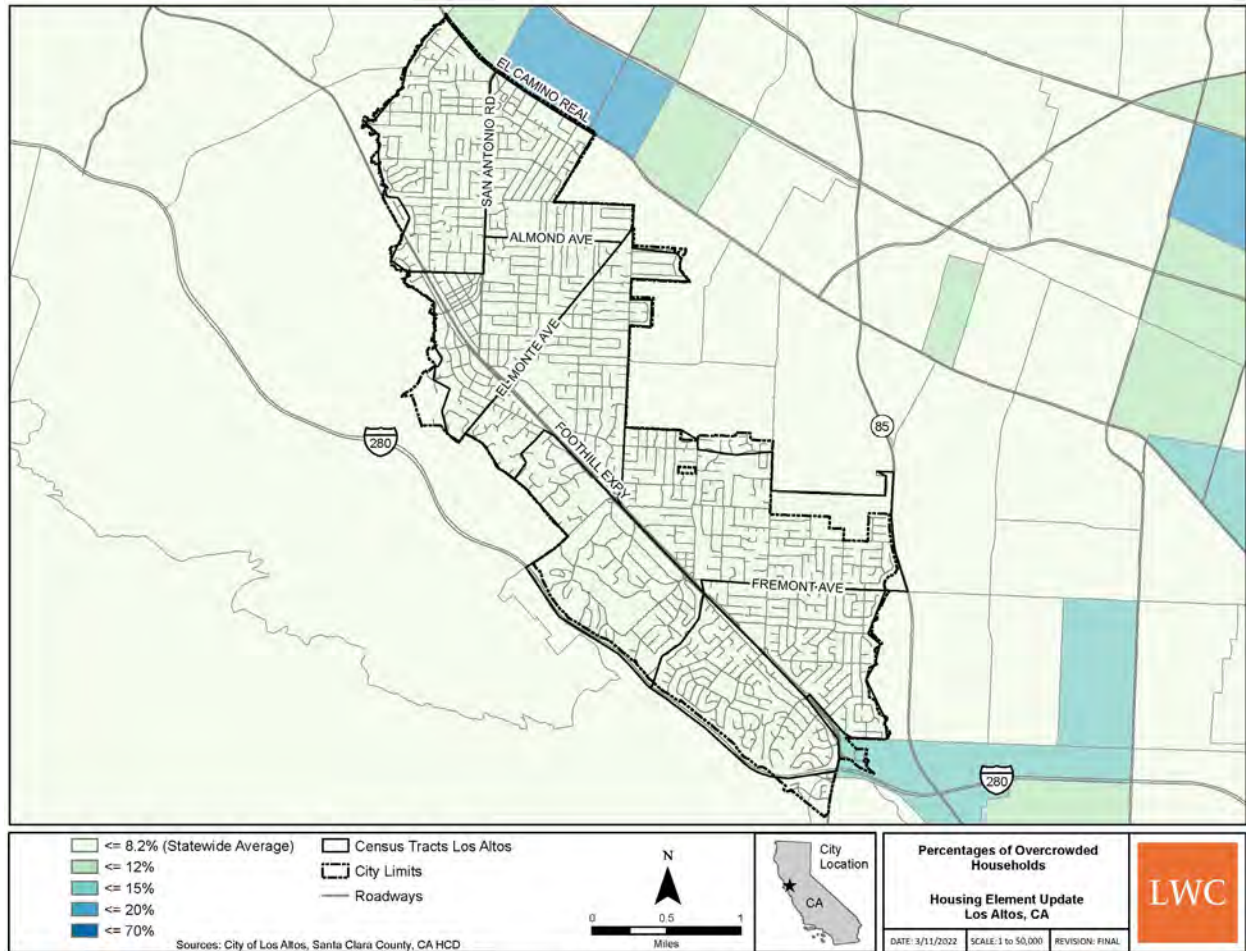 EL CAMINO REAL
SAN ANTONIO RD
ALMOND AVE
EL MONTE AVE
280
FOOTHILL EXPY
85
FREMONT AVE
280
<= 8.2% (Statewide Average)
<= 12%
<= 15%
<= 20%
<= 70%
Census Tracts Los Altos
City Limits
Roadways
Sources: City of Los Altos, Santa Clara County, CA HCD
N
0 0.5 1
Miles
City
Location
CA
Percentages of Overcrowded
Households
Housing Element Update
Los Altos, CA
DATE: 3/11/2022 SCALE: 1 to 50,000 REVISION: FINAL
LWC